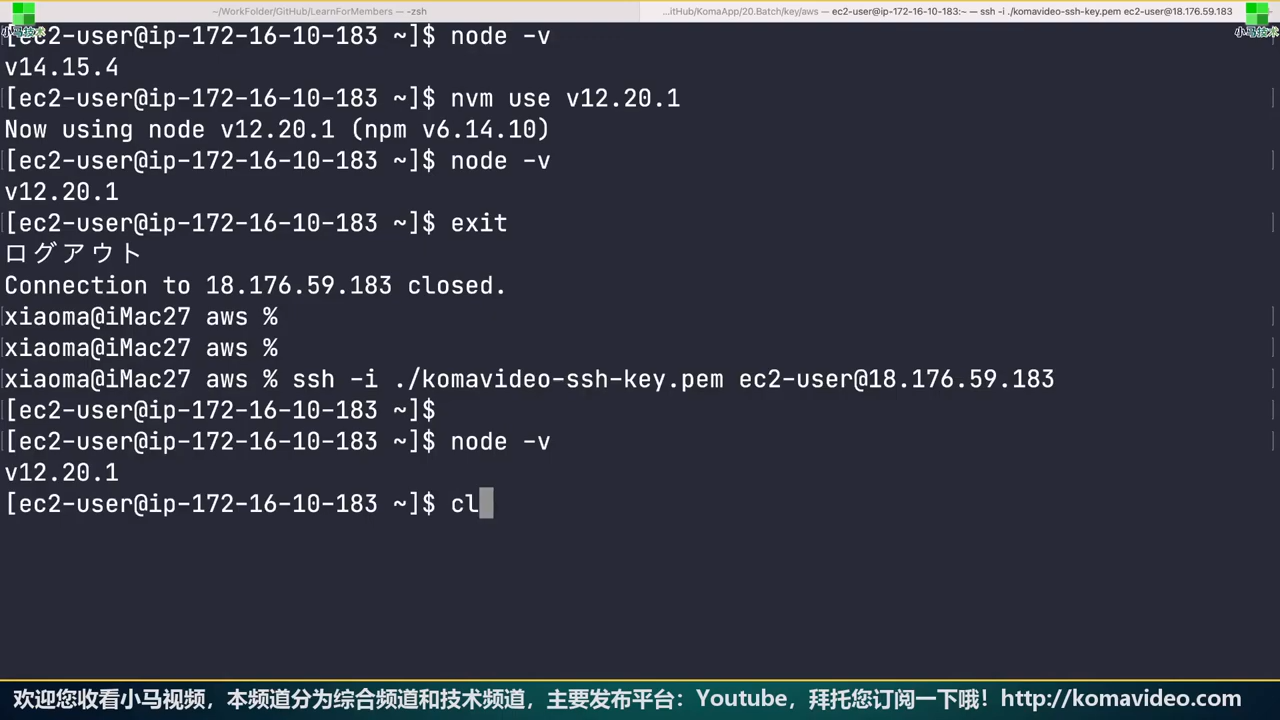 ~/WorkFolder/GitHub/LearnForMembers — -zsh
...itHub/KomaApp/20.Batch/key/aws — ec2-user@ip-172-16-10-183:~ — ssh -i ./komavideo-ssh-key.pem ec2-user@18.176.59.183
小马技术
小马技术
[ec2-user@ip-172-16-10-183 ~]$ node -v
v14.15.4
[ec2-user@ip-172-16-10-183 ~]$ nvm use v12.20.1
Now using node v12.20.1 (npm v6.14.10)
[ec2-user@ip-172-16-10-183 ~]$ node -v
v12.20.1
[ec2-user@ip-172-16-10-183 ~]$ exit
ログアウト
Connection to 18.176.59.183 closed.
xiaoma@iMac27 aws %
xiaoma@iMac27 aws %
xiaoma@iMac27 aws % ssh -i ./komavideo-ssh-key.pem ec2-user@18.176.59.183
[ec2-user@ip-172-16-10-183 ~]$
[ec2-user@ip-172-16-10-183 ~]$ node -v
v12.20.1
[ec2-user@ip-172-16-10-183 ~]$ cl
欢迎您收看小马视频，本频道分为综合频道和技术频道，主要发布平台：Youtube，拜托您订阅一下哦！http://komavideo.com